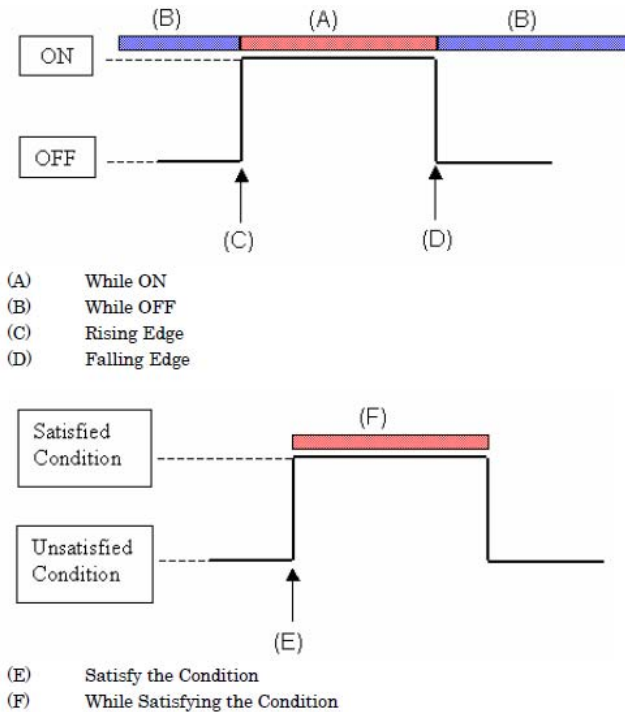 (B) (A) (B)
ON
OFF
(C) (D)
(A) While ON
(B) While OFF
(C) Rising Edge
(D) Falling Edge
(F)
Satisfied
Condition
Unsatisfied
Condition
(E)
(E) Satisfy the Condition
(F) While Satisfying the Condition